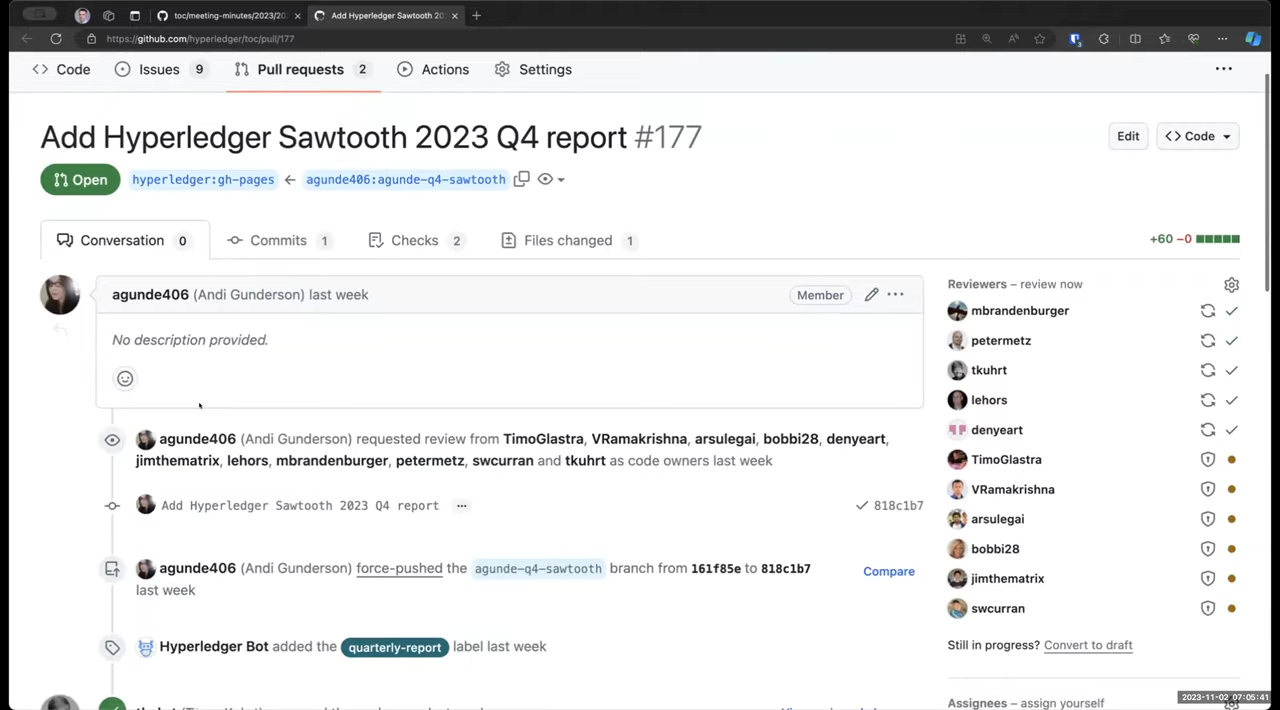 toc/meeting-minutes/2023/20
Add Hyperledger Sawtooth 20
https://github.com/hyperledger/toc/pull/177
Code
Issues 9
Pull requests 2
Actions
Settings
Add Hyperledger Sawtooth 2023 Q4 report #177
Edit
Code
Open
hyperledger:gh-pages ← agunde406:agunde-q4-sawtooth
Conversation 0
Commits 1
Checks 2
Files changed 1
+60 −0
agunde406 (Andi Gunderson) last week
Member
No description provided.
agunde406 (Andi Gunderson) requested review from TimoGlastra, VRamakrishna, arsulegai, bobbi28, denyeart,
jimthematrix, lehors, mbrandenburger, petermetz, swcurran and tkuhrt as code owners last week
Add Hyperledger Sawtooth 2023 Q4 report ...
818c1b7
agunde406 (Andi Gunderson) force-pushed the agunde-q4-sawtooth branch from 161f85e to 818c1b7
last week
Compare
Hyperledger Bot added the quarterly-report label last week
Reviewers – review now
mbrandenburger
petermetz
tkuhrt
lehors
denyeart
TimoGlastra
VRamakrishna
arsulegai
bobbi28
jimthematrix
swcurran
Still in progress? Convert to draft
Assignees – assign yourself
2023-11-02 07:05:41